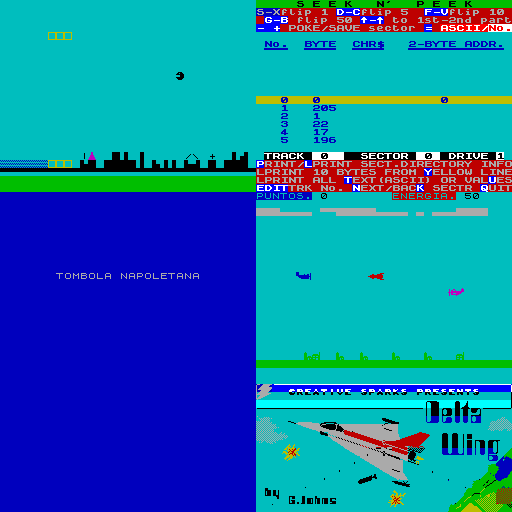 SEEK N' PEEK
S-Xflip 1 D-Cflip 5 F-Vflip 10
G-B flip 50 ↑-↑ to 1st-2nd part
- + POKE/SAVE sector = ASCII/No.
No. BYTE CHR$ 2-BYTE ADDR.
0 0 0
1 205
2 1
3 22
4 17
5 196
TRACK 0 SECTOR 0 DRIVE 1
PRINT/LPRINT SECT.DIRECTORY INFO
LPRINT 10 BYTES FROM YELLOW LINE
LPRINT ALL TEXT(ASCII) OR VALUES
EDITTRK No. NEXT/BACK SECTR QUIT
PUNTOS. 0 ENERGIA. 50
TOMBOLA NAPOLETANA
CREATIVE SPARKS PRESENTS
Delta
Wing
by
G.Johns